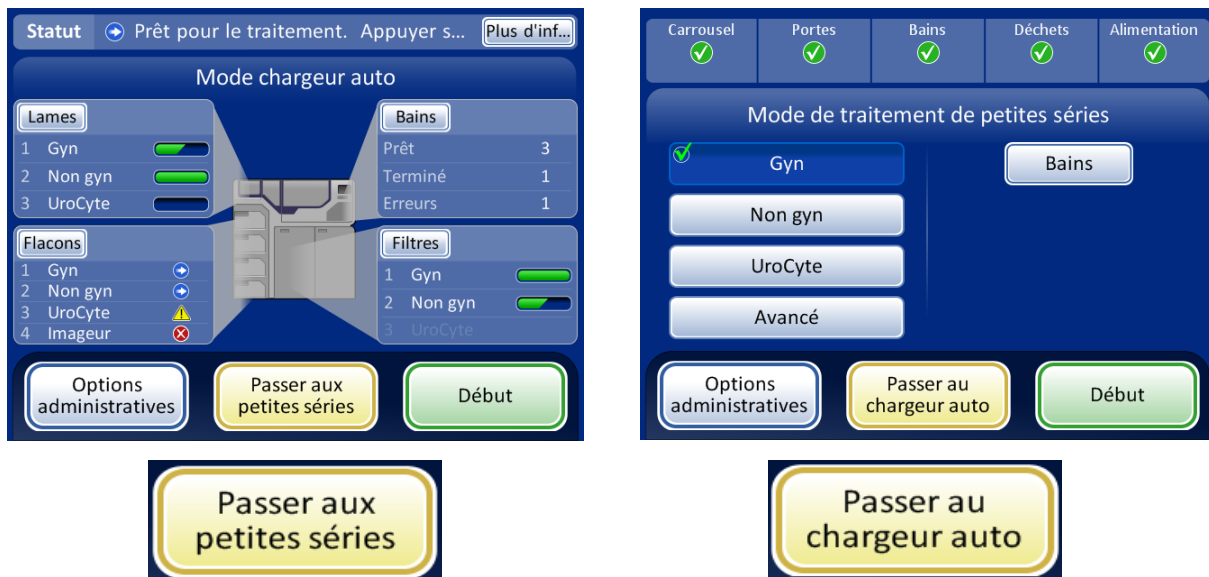 Statut Prêt pour le traitement. Appuyer s... Plus d'inf...
Mode chargeur auto
Lames
1 Gyn
2 Non gyn
3 UroCyte
Bains
Prêt 3
Terminé 1
Erreurs 1
Flacons
1 Gyn
2 Non gyn
3 UroCyte
4 Imageur
Filtres
1 Gyn
2 Non gyn
3 UroCyte
Options
administratives
Passer aux
petites séries
Début
Passer aux
petites séries
Carrousel Portes Bains Déchets Alimentation
Mode de traitement de petites séries
Gyn
Non gyn
UroCyte
Avancé
Bains
Options
administratives
Passer au
chargeur auto
Début
Passer au
chargeur auto